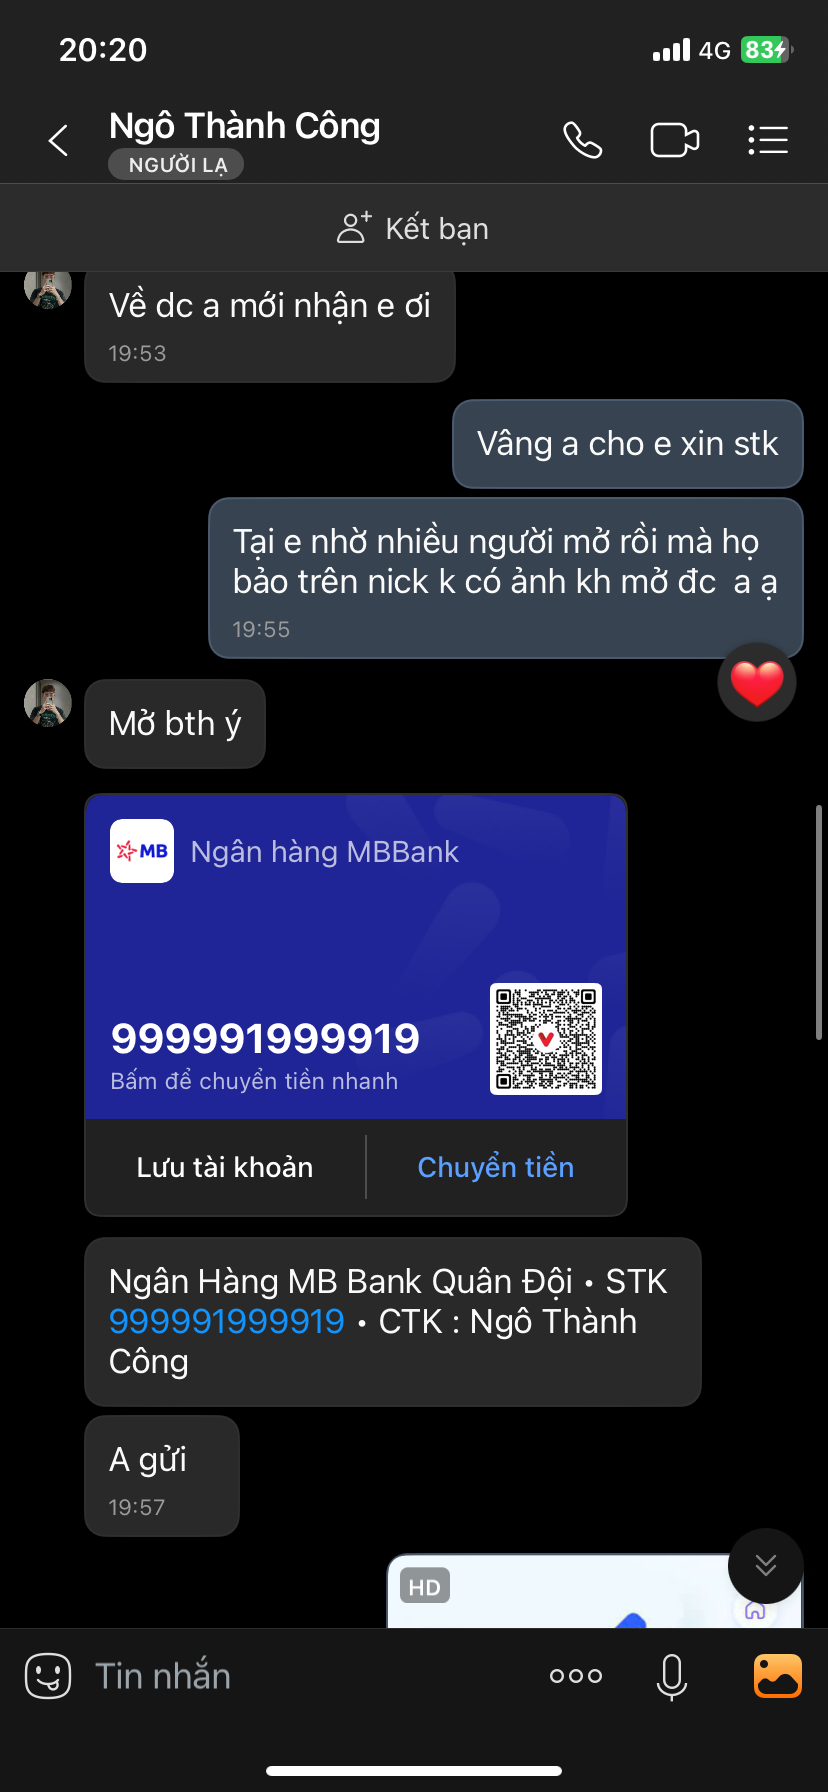 20:20
4G
83
Ngô Thành Công
NGƯỜI LẠ
Kết bạn
Về dc a mới nhận e ơi
19:53
Vâng a cho e xin stk
Tại e nhờ nhiều người mở rồi mà họ
bảo trên nick k có ảnh kh mở đc  a ạ
19:55
Mở bth ý
MB
Ngân hàng MBBank
999991999919
Bấm để chuyển tiền nhanh
Lưu tài khoản
Chuyển tiền
Ngân Hàng MB Bank Quân Đội • STK
999991999919 • CTK : Ngô Thành
Công
A gửi
19:57
HD
Tin nhắn